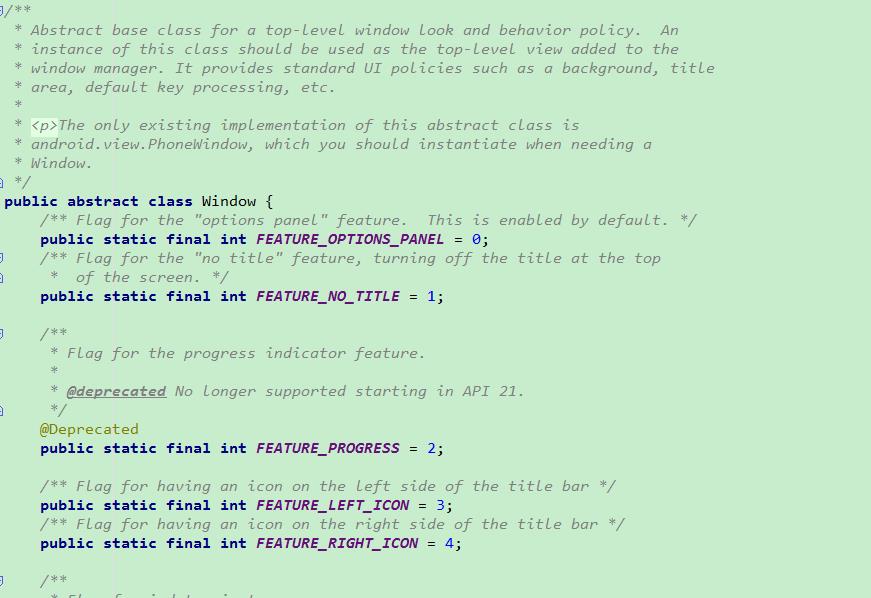 /**
 * Abstract base class for a top-level window look and behavior policy.  An
 * instance of this class should be used as the top-level view added to the
 * window manager. It provides standard UI policies such as a background, title
 * area, default key processing, etc.
 *
 * <p>The only existing implementation of this abstract class is
 * android.view.PhoneWindow, which you should instantiate when needing a
 * Window.
 */
public abstract class Window {
    /** Flag for the "options panel" feature.  This is enabled by default. */
    public static final int FEATURE_OPTIONS_PANEL = 0;
    /** Flag for the "no title" feature, turning off the title at the top
     *  of the screen. */
    public static final int FEATURE_NO_TITLE = 1;

    /**
     * Flag for the progress indicator feature.
     *
     * @deprecated No longer supported starting in API 21.
     */
    @Deprecated
    public static final int FEATURE_PROGRESS = 2;

    /** Flag for having an icon on the left side of the title bar */
    public static final int FEATURE_LEFT_ICON = 3;
    /** Flag for having an icon on the right side of the title bar */
    public static final int FEATURE_RIGHT_ICON = 4;

    /**